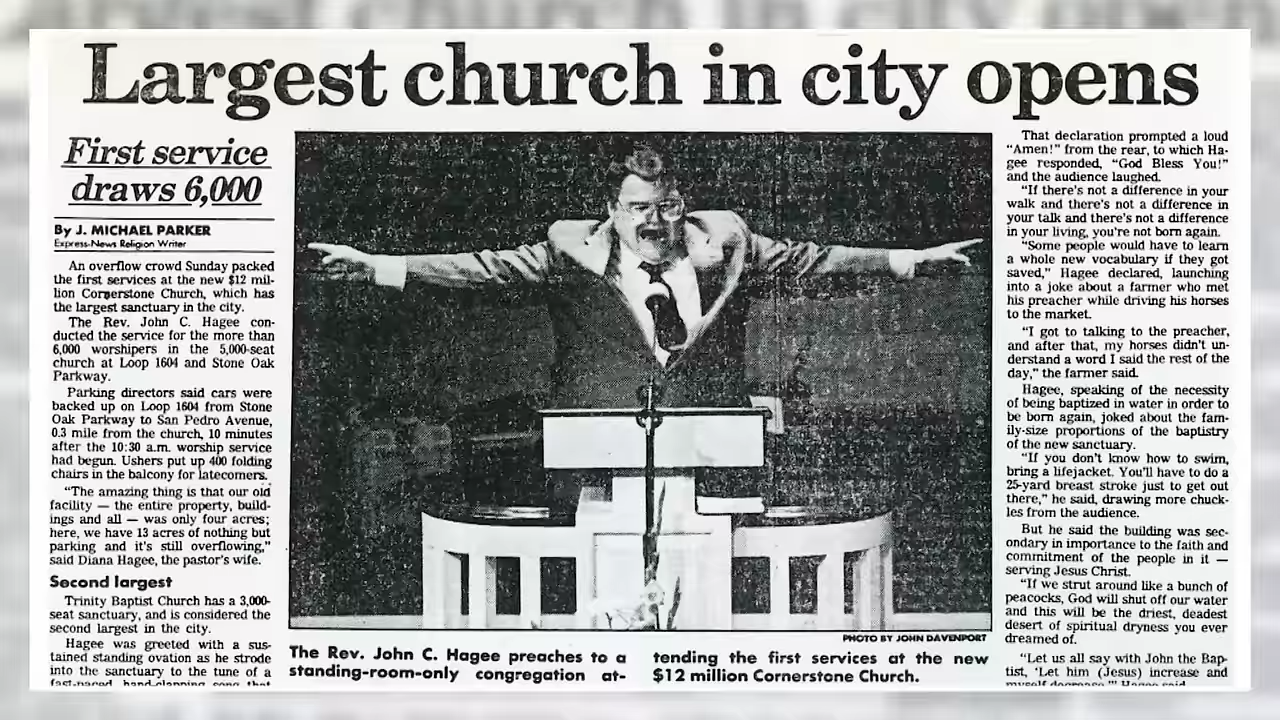 Largest church in city opens
First service
draws 6,000
By J. MICHAEL PARKER
Express-News Religion Writer
An overflow crowd Sunday packed
the first services at the new $12 mil-
lion Cornerstone Church, which has
the largest sanctuary in the city.
The Rev. John C. Hagee con-
ducted the service for the more than
6,000 worshipers in the 5,000-seat
church at Loop 1604 and Stone Oak
Parkway.
Parking directors said cars were
backed up on Loop 1604 from Stone
Oak Parkway to San Pedro Avenue,
0.3 mile from the church, 10 minutes
after the 10:30 a.m. worship service
had begun. Ushers put up 400 folding
chairs in the balcony for latecomers.
“The amazing thing is that our old
facility — the entire property, build-
ings and all — was only four acres;
here, we have 13 acres of nothing but
parking and it's still overflowing,”
said Diana Hagee, the pastor's wife.
Second largest
Trinity Baptist Church has a 3,000-
seat sanctuary, and is considered the
second largest in the city.
Hagee was greeted with a sus-
tained standing ovation as he strode
into the sanctuary to the tune of a
fast-paced, hand-clapping song that
PHOTO BY JOHN DAVENPORT
The Rev. John C. Hagee preaches to a
standing-room-only congregation at-
tending the first services at the new
$12 million Cornerstone Church.
That declaration prompted a loud
“Amen!” from the rear, to which Ha-
gee responded, “God Bless You!”
and the audience laughed.
“If there's not a difference in your
walk and there's not a difference in
your talk and there's not a difference
in your living, you're not born again.
“Some people would have to learn
a whole new vocabulary if they got
saved,” Hagee declared, launching
into a joke about a farmer who met
his preacher while driving his horses
to the market.
“I got to talking to the preacher,
and after that, my horses didn't un-
derstand a word I said the rest of the
day,” the farmer said.
Hagee, speaking of the necessity
of being baptized in water in order to
be born again, joked about the fam-
ily-size proportions of the baptistry
of the new sanctuary.
“If you don't know how to swim,
bring a lifejacket. You'll have to do a
25-yard breast stroke just to get out
there,” he said, drawing more chuck-
les from the audience.
But he said the building was sec-
ondary in importance to the faith and
commitment of the people in it —
serving Jesus Christ.
“If we strut around like a bunch of
peacocks, God will shut off our water
and this will be the driest, deadest
desert of spiritual dryness you ever
dreamed of.
“Let us all say with John the Bap-
tist, ‘Let him (Jesus) increase and
myself decrease,’” Hagee said.